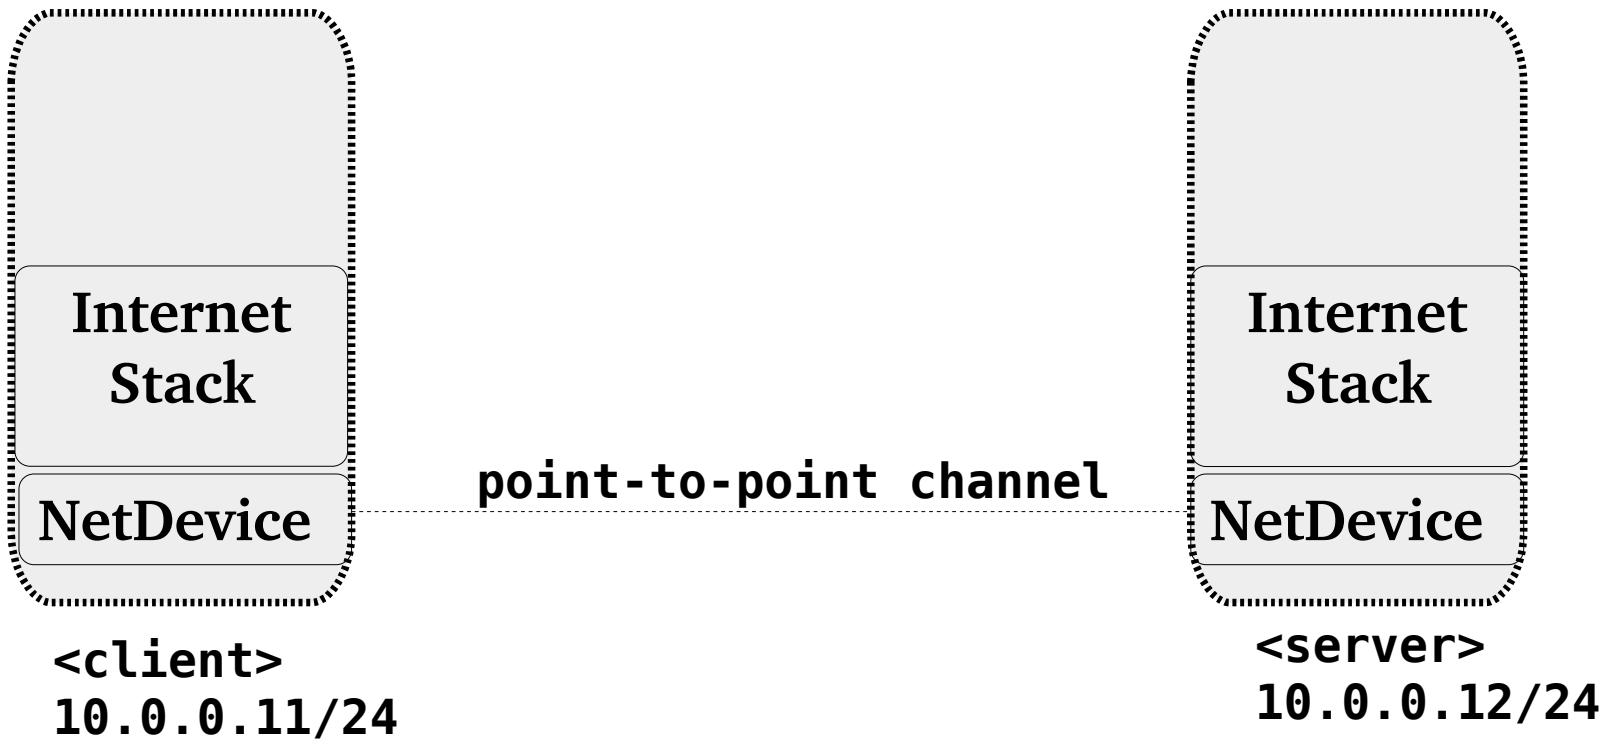 Internet
Stack
NetDevice
<client>
10.0.0.11/24
point-to-point channel
Internet
Stack
NetDevice
<server>
10.0.0.12/24